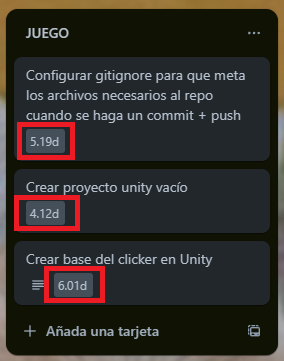 JUEGO
Configurar gitignore para que meta
los archivos necesarios al repo
cuando se haga un commit + push
5.19d
Crear proyecto unity vacío
4.12d
Crear base del clicker en Unity
6.01d
Añada una tarjeta